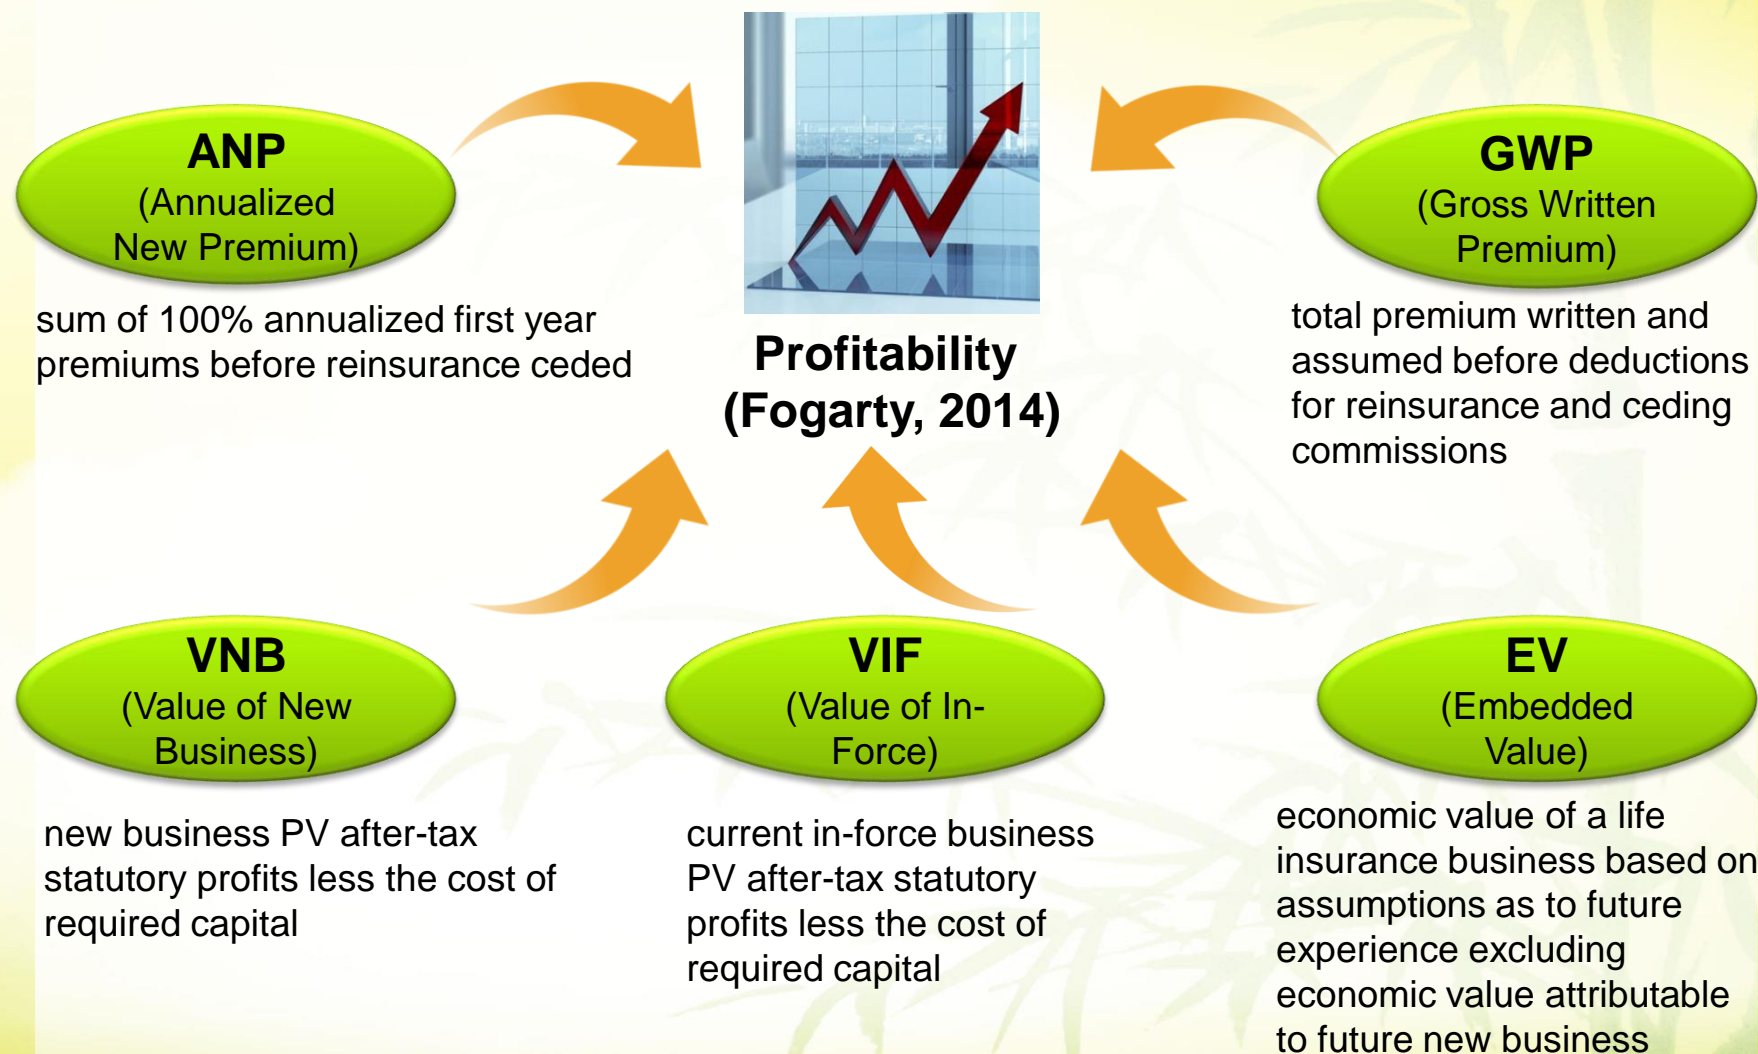 ANP
(Annualized
New Premium)
sum of 100% annualized first year
premiums before reinsurance ceded
Profitability
(Fogarty, 2014)
GWP
(Gross Written
Premium)
total premium written and
assumed before deductions
for reinsurance and ceding
commissions
VNB
(Value of New
Business)
new business PV after-tax
statutory profits less the cost of
required capital
VIF
(Value of In-
Force)
current in-force business
PV after-tax statutory
profits less the cost of
required capital
EV
(Embedded
Value)
economic value of a life
insurance business based on
assumptions as to future
experience excluding
economic value attributable
to future new business